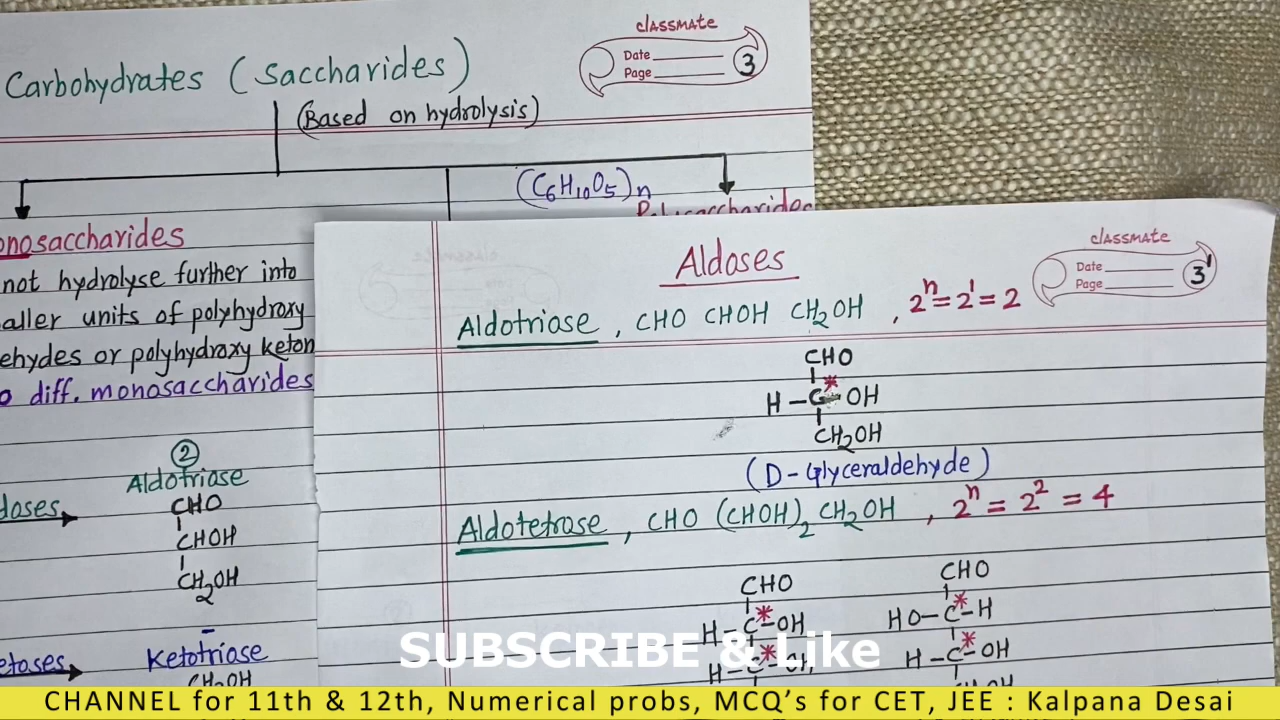 classmate
Date
Page 3
Carbohydrates (Saccharides)
(Based on hydrolysis)
(C₆H₁₀O₅)n
Polysaccharides
onosaccharides
not hydrolyse further into
aller units of polyhydroxy
ehydes or polyhydroxy keton
o diff. monosaccharides
②
Aldotriose
doses
CHO
CHOH
CH₂OH
etoses
Ketotriose
CH₂OH
classmate
Date
Page 3'
Aldoses
Aldotriose, CHO CHOH CH₂OH, 2ⁿ=2¹=2
CHO
H-C*-OH
CH₂OH
(D-Glyceraldehyde)
Aldotetrose, CHO (CHOH)₂ CH₂OH, 2ⁿ = 2² = 4
CHO CHO
H-C*-OH HO-C*-H
H-C*-OH H-C*-OH
SUBSCRIBE & Like
CHANNEL for 11th & 12th, Numerical probs, MCQ's for CET, JEE : Kalpana Desai